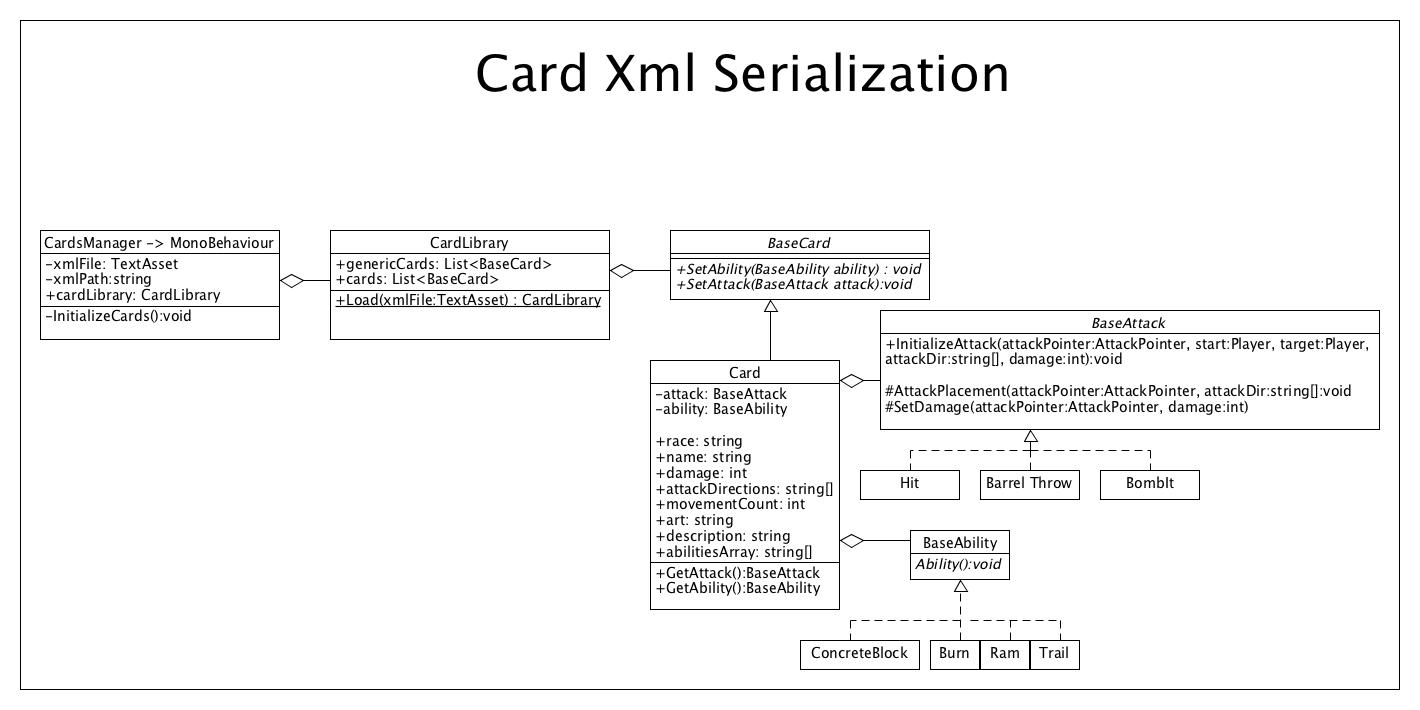 Card Xml Serialization
CardsManager -> MonoBehaviour
-xmlFile: TextAsset
-xmlPath:string
+cardLibrary: CardLibrary
-InitializeCards():void
CardLibrary
+genericCards: List<BaseCard>
+cards: List<BaseCard>
+Load(xmlFile:TextAsset) : CardLibrary
BaseCard
+SetAbility(BaseAbility ability) : void
+SetAttack(BaseAttack attack):void
BaseAttack
+InitializeAttack(attackPointer:AttackPointer, start:Player, target:Player,
attackDir:string[], damage:int):void
#AttackPlacement(attackPointer:AttackPointer, attackDir:string[]:void
#SetDamage(attackPointer:AttackPointer, damage:int)
Card
-attack: BaseAttack
-ability: BaseAbility
+race: string
+name: string
+damage: int
+attackDirections: string[]
+movementCount: int
+art: string
+description: string
+abilitiesArray: string[]
+GetAttack():BaseAttack
+GetAbility():BaseAbility
Hit
Barrel Throw
BombIt
BaseAbility
Ability():void
ConcreteBlock
Burn
Ram
Trail